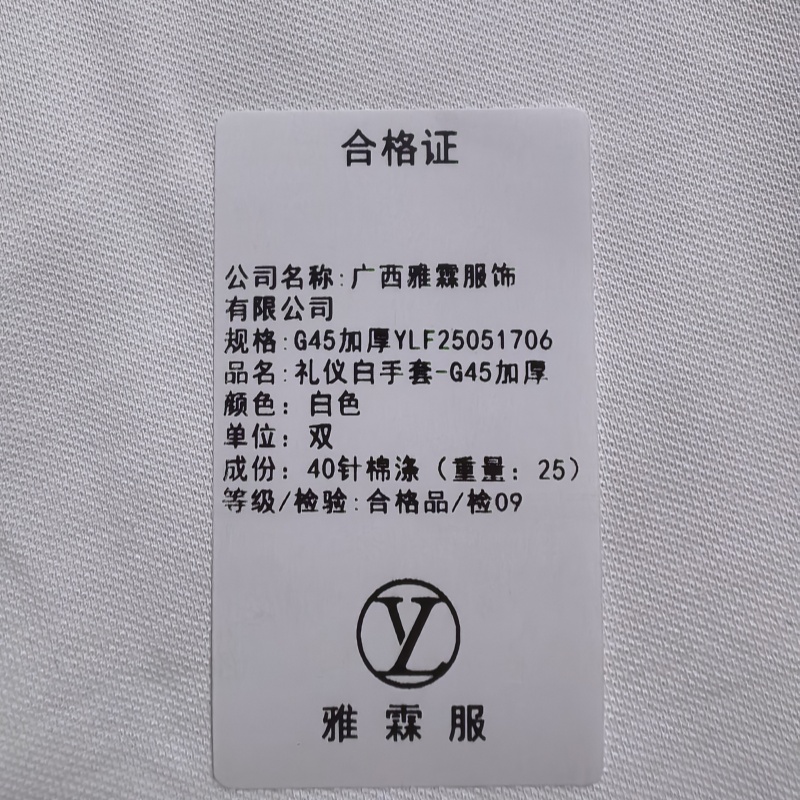 合格证
公司名称:广西雅霖服饰
有限公司
规格:G45加厚YLF25051706
品名:礼仪白手套-G45加厚
颜色：白色
单位：双
成份：40针棉涤（重量：25）
等级/检验:合格品/检09
YL
雅霖服